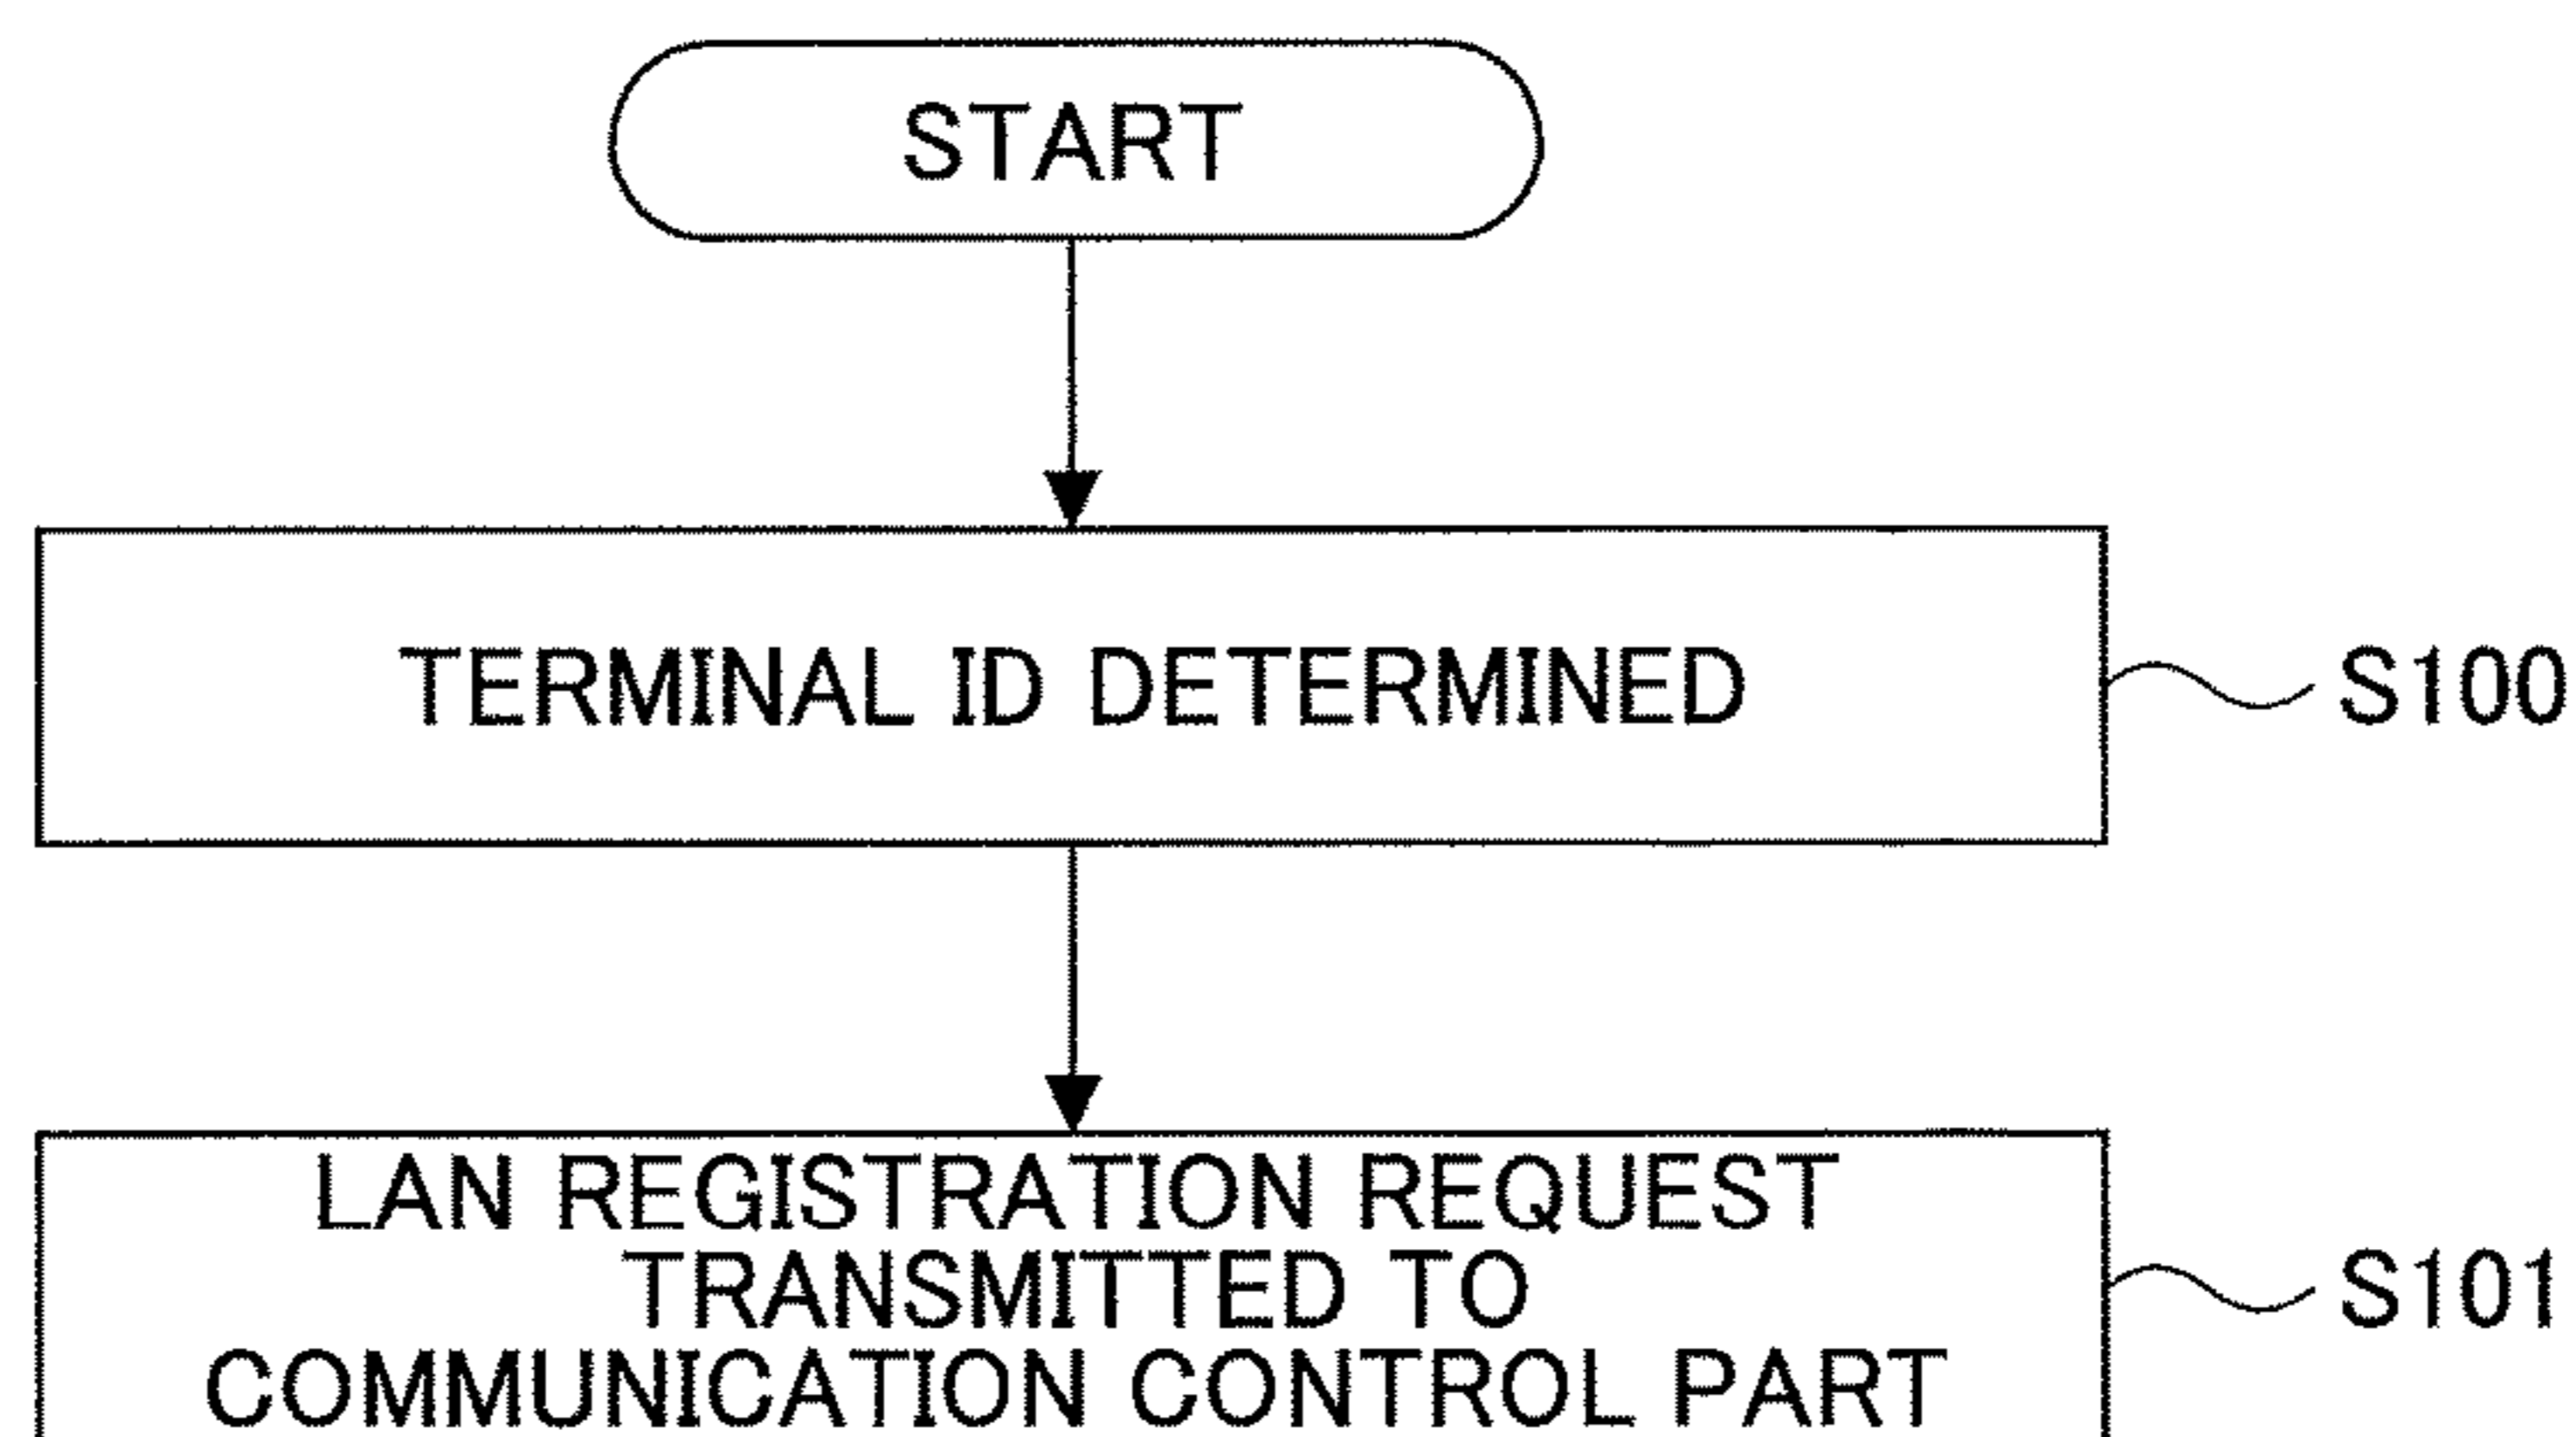 START
TERMINAL ID DETERMINED
S100
LAN REGISTRATION REQUEST
TRANSMITTED TO
COMMUNICATION CONTROL PART
S101